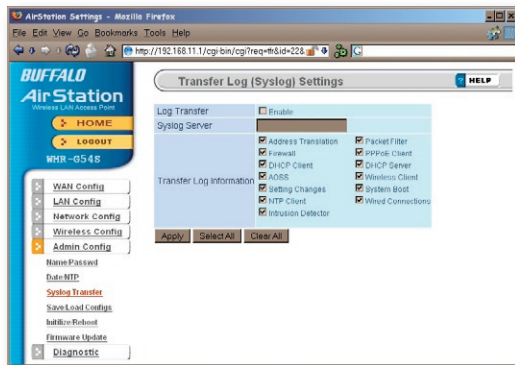 AirStation Settings - Mozilla Firefox
File Edit View Go Bookmarks Tools Help
http://192.168.11.1/cgi-bin/cgi?req=tfr&id=22&
BUFFALO
AirStation
Wireless LAN Access Point
HOME
LOGOUT
WHR-G54S
WAN Config
LAN Config
Network Config
Wireless Config
Admin Config
Name/Passwd
Date/NTP
Syslog Transfer
Save/Load Configs
Initilize/Reboot
Firmware Update
Diagnostic
Transfer Log (Syslog) Settings
HELP
Log Transfer
Enable
Syslog Server
Transfer Log Information
Address Translation
Packet Filter
Firewall
PPPoE Client
DHCP Client
DHCP Server
AOSS
Wireless Client
Setting Changes
System Boot
NTP Client
Wired Connections
Intrusion Detector
Apply
Select All
Clear All